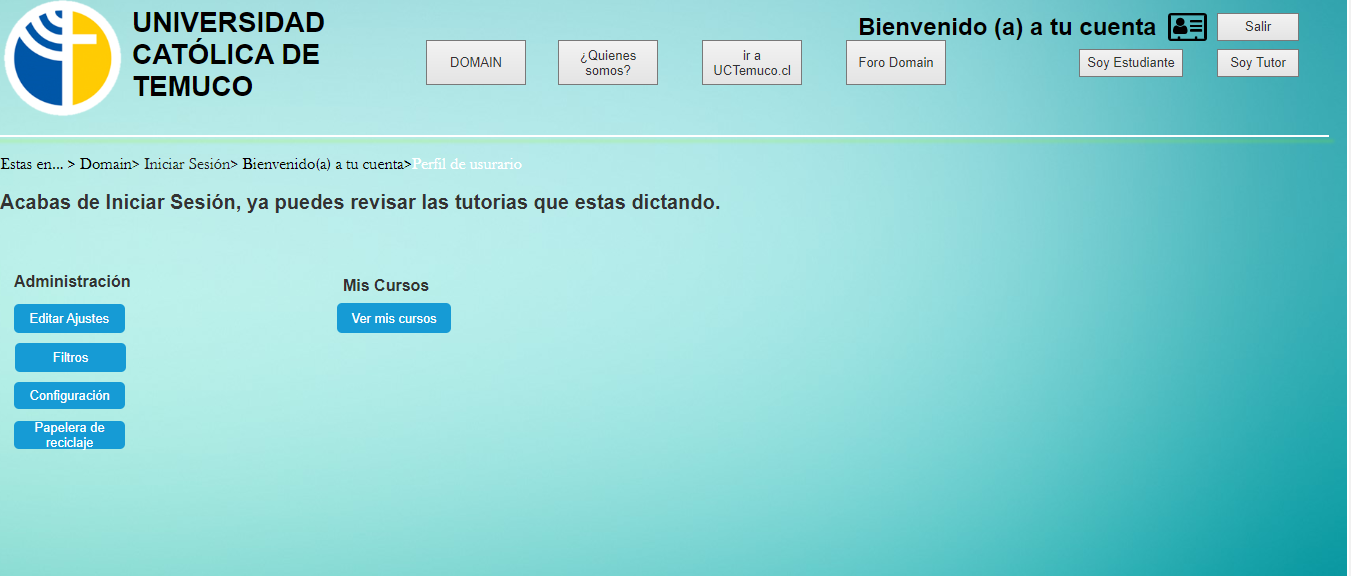 UNIVERSIDAD
CATÓLICA DE
TEMUCO
DOMAIN
¿Quienes
somos?
ir a
UCTemuco.cl
Foro Domain
Bienvenido (a) a tu cuenta
Salir
Soy Estudiante
Soy Tutor
Estas en... > Domain> Iniciar Sesión> Bienvenido(a) a tu cuenta>Perfil de usurario
Acabas de Iniciar Sesión, ya puedes revisar las tutorias que estas dictando.
Administración
Editar Ajustes
Filtros
Configuración
Papelera de
reciclaje
Mis Cursos
Ver mis cursos